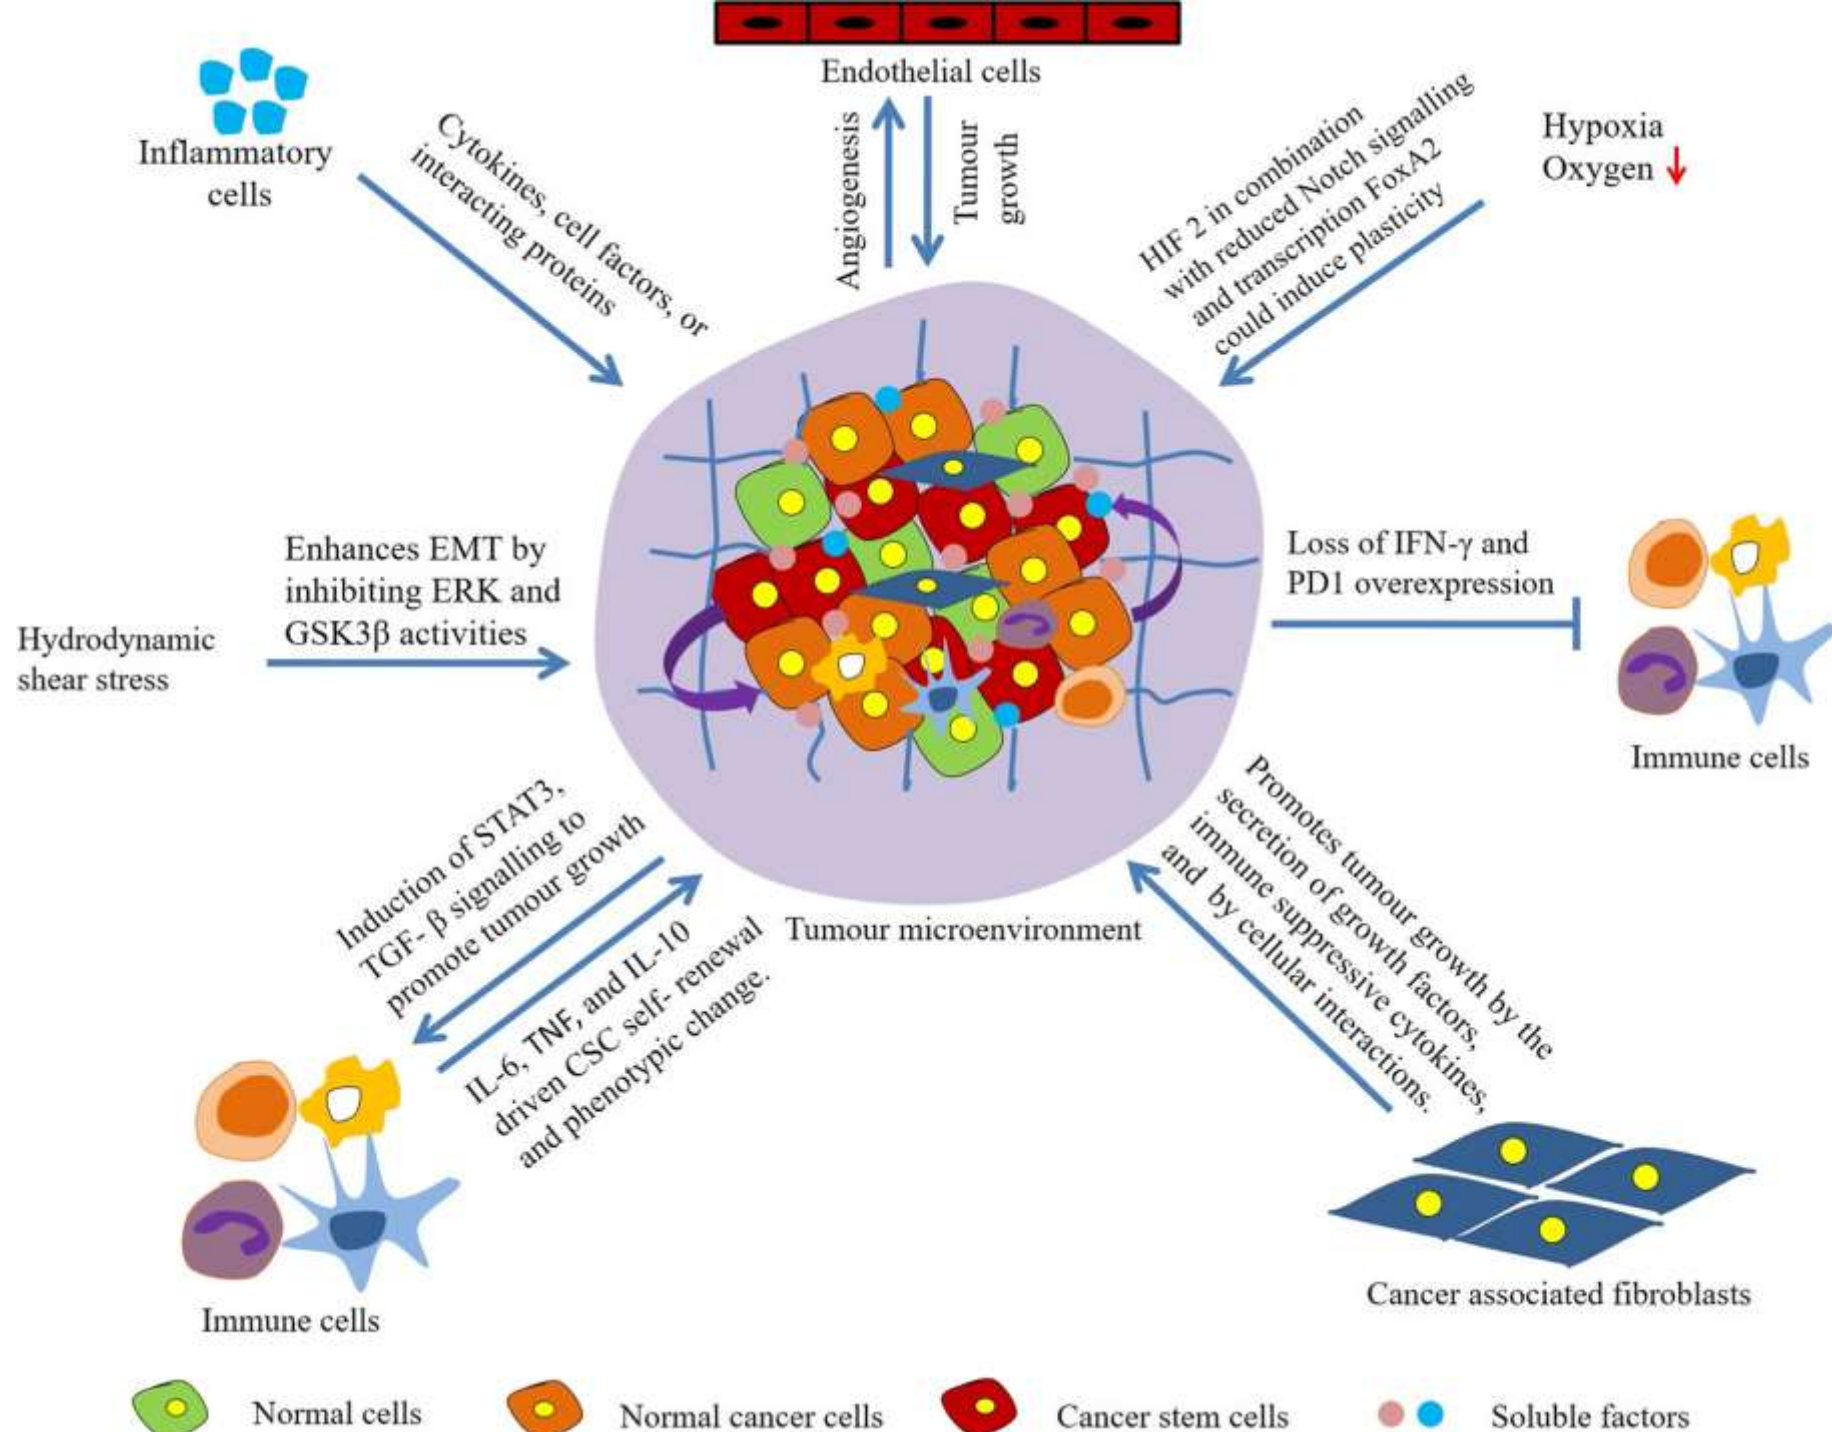 Endothelial cells
Inflammatory
cells
Cytokines, cell factors, or
interacting proteins
Angiogenesis
Tumour
growth
HIF 2 in combination
with reduced Notch signalling
and transcription FoxA2
could induce plasticity
Hypoxia
Oxygen
Hydrodynamic
shear stress
Enhances EMT by
inhibiting ERK and
GSK3β activities
Loss of IFN-γ and
PD1 overexpression
Immune cells
Induction of STAT3,
TGF- β signalling to
promote tumour growth
IL-6, TNF, and IL-10
driven CSC self- renewal
and phenotypic change.
Tumour microenvironment
Promotes tumour growth by the
secretion of growth factors,
immune suppressive cytokines,
and by cellular interactions.
Immune cells
Cancer associated fibroblasts
Normal cells
Normal cancer cells
Cancer stem cells
Soluble factors